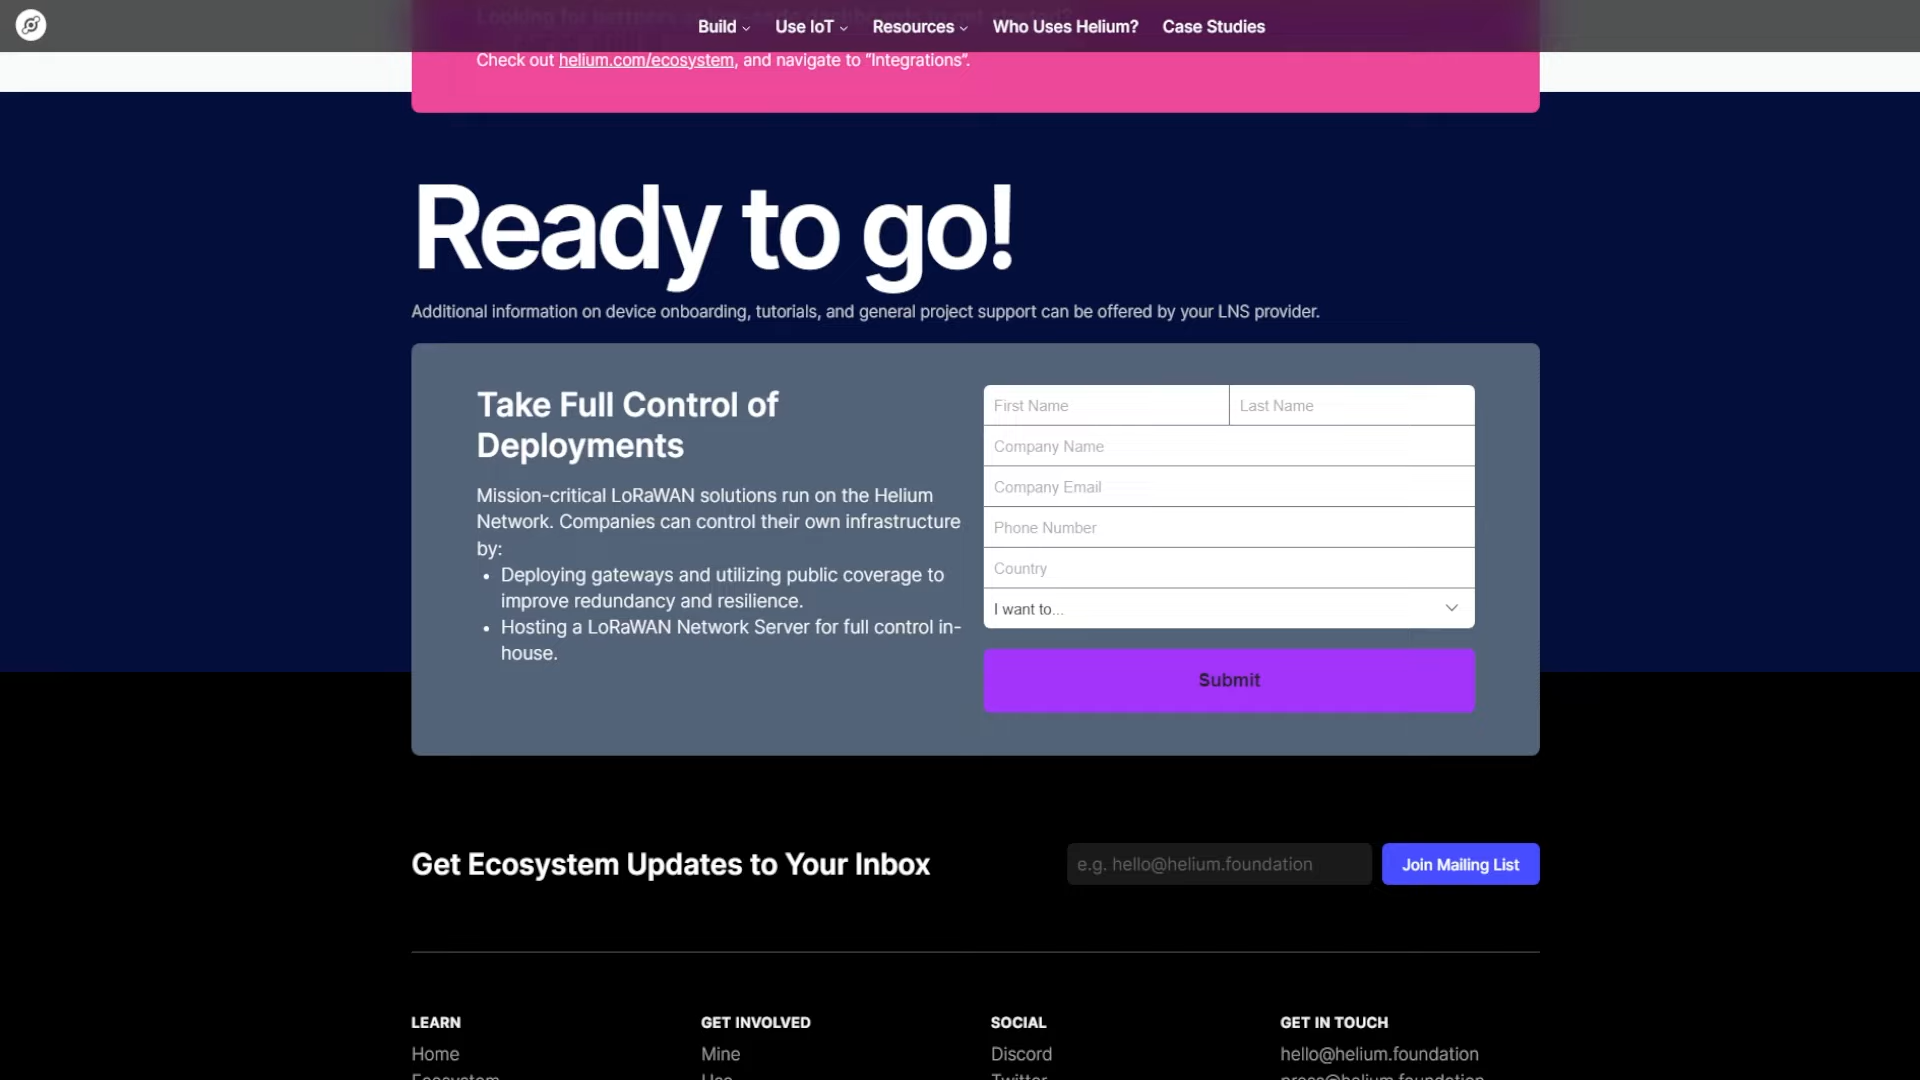 Build
Use IoT
Resources
Who Uses Helium?
Case Studies
Check out helium.com/ecosystem, and navigate to “Integrations”.
Ready to go!
Additional information on device onboarding, tutorials, and general project support can be offered by your LNS provider.
Take Full Control of
Deployments
Mission-critical LoRaWAN solutions run on the Helium
Network. Companies can control their own infrastructure
by:
• Deploying gateways and utilizing public coverage to
improve redundancy and resilience.
• Hosting a LoRaWAN Network Server for full control in-
house.
First Name
Last Name
Company Name
Company Email
Phone Number
Country
I want to...
Submit
Get Ecosystem Updates to Your Inbox
e.g. hello@helium.foundation
Join Mailing List
LEARN
Home
Ecosystem
GET INVOLVED
Mine
Use
SOCIAL
Discord
Twitter
GET IN TOUCH
hello@helium.foundation
press@helium.foundation